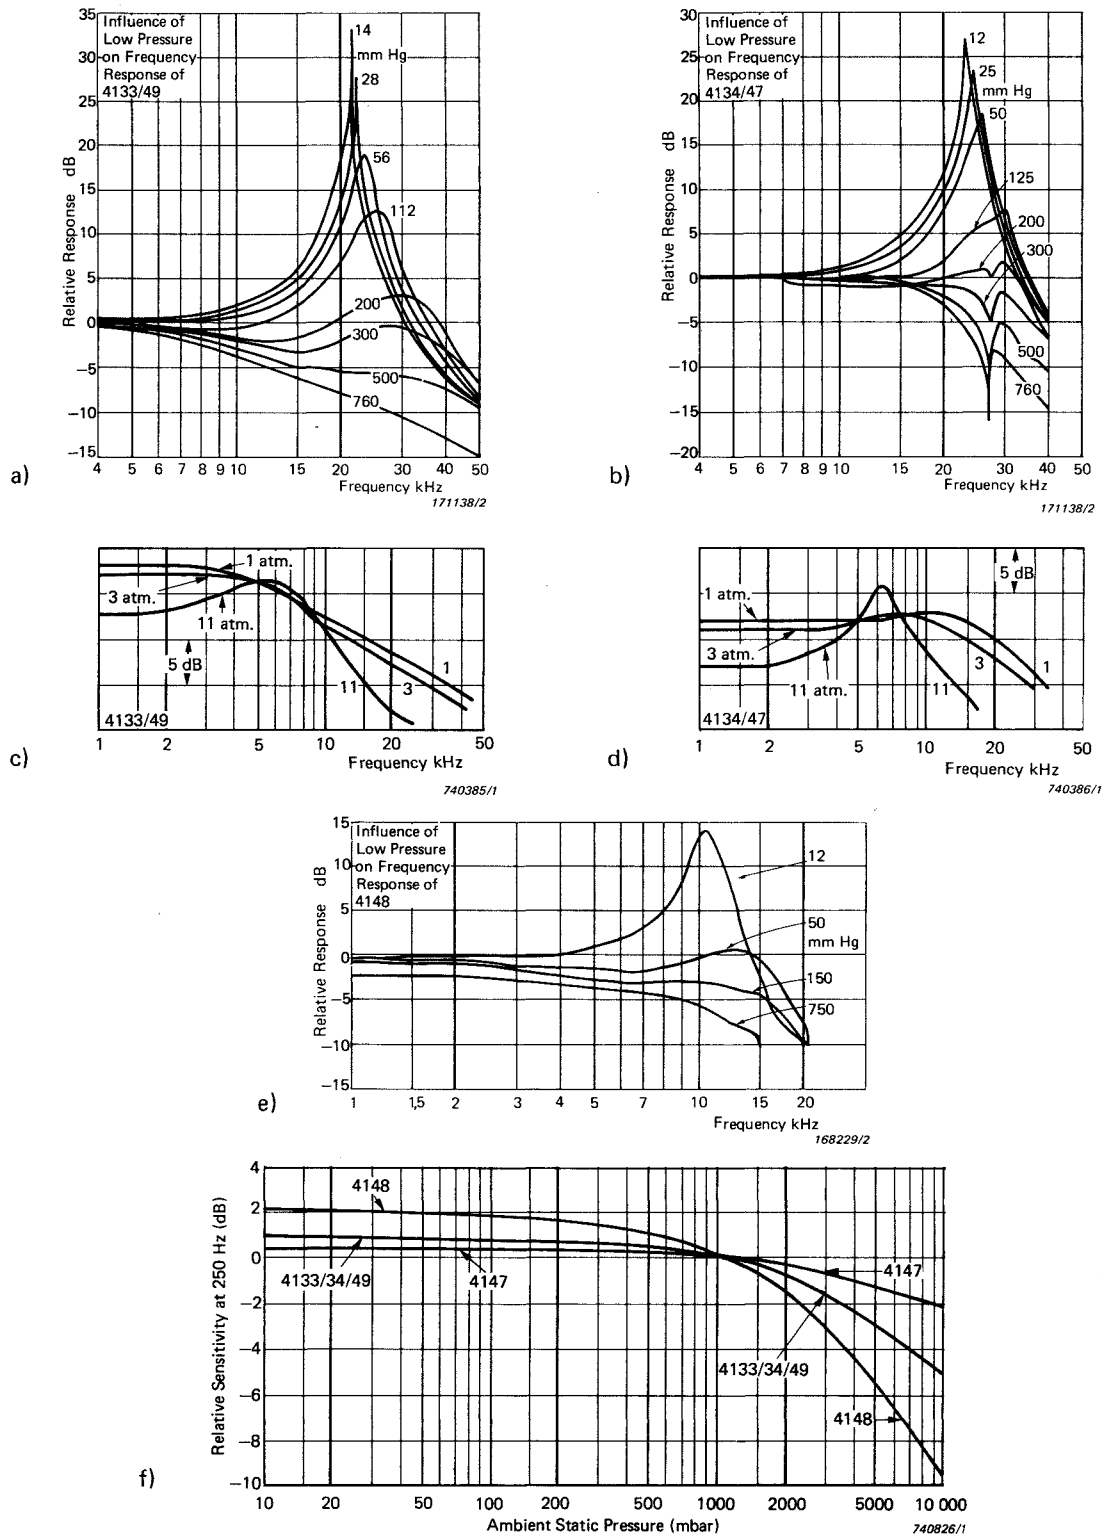 Influence of
Low Pressure
on Frequency
Response of
4133/49
35
30
25
20
15
10
5
0
−5
−10
−15
Relative Response dB
14
mm Hg
28
56
112
200
300
500
760
4 5 6 7 8 9 10 15 20 30 40 50
Frequency kHz
a)
171138/2
Influence of
Low Pressure
on Frequency
Response of
4134/47
30
25
20
15
10
5
0
−5
−10
−15
−20
Relative Response dB
12
25
mm Hg
50
125
200
300
500
760
4 5 6 7 8 9 10 15 20 30 40 50
Frequency kHz
b)
171138/2
1 atm.
3 atm.
11 atm.
5 dB
11
3
1
4133/49
1 2 5 10 20 50
Frequency kHz
c)
740385/1
5 dB
1 atm.
3 atm.
11 atm.
11
3
1
4134/47
1 2 5 10 20 50
Frequency kHz
d)
740386/1
Influence of
Low Pressure
on Frequency
Response of
4148
15
10
5
0
−5
−10
−15
Relative Response dB
12
50
mm Hg
150
750
1 1,5 2 3 4 5 7 10 15 20
Frequency kHz
e)
168229/2
4
2
0
−2
−4
−6
−8
−10
Relative Sensitivity at 250 Hz (dB)
4148
4133/34/49
4147
4147
4133/34/49
4148
10 20 50 100 200 500 1000 2000 5000 10 000
Ambient Static Pressure (mbar)
f)
740826/1